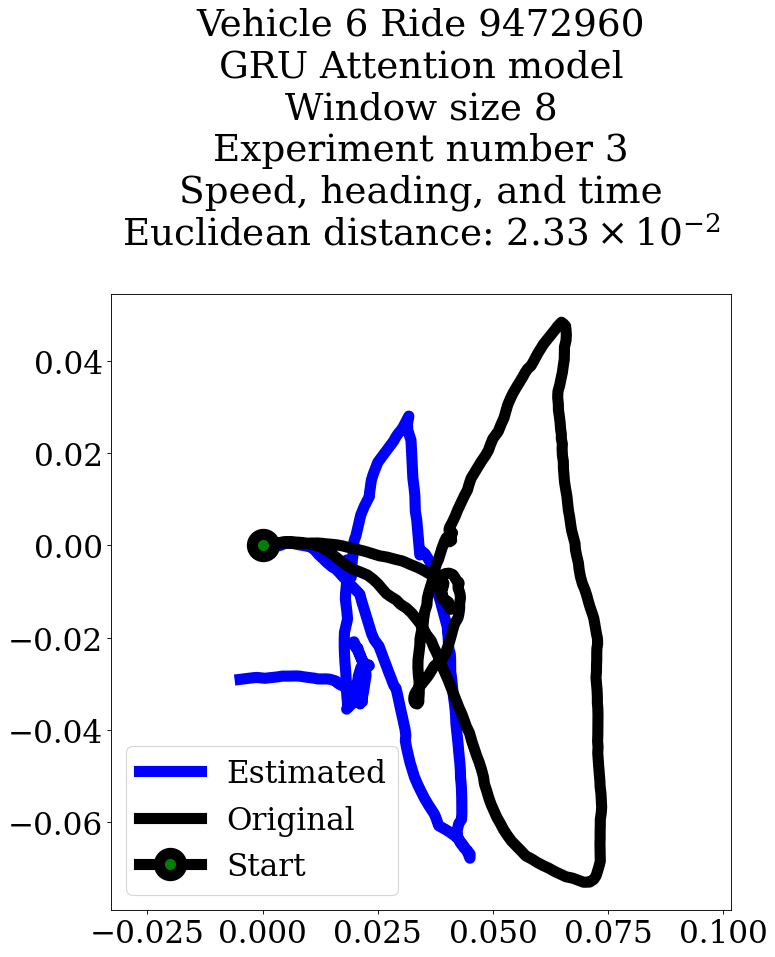 Vehicle 6 Ride 9472960
GRU Attention model
Window size 8
Experiment number 3
Speed, heading, and time
Euclidean distance: 2.33 × 10⁻²
0.04
0.02
0.00
−0.02
−0.04
−0.06
Estimated
Original
Start
−0.025 0.000 0.025 0.050 0.075 0.100